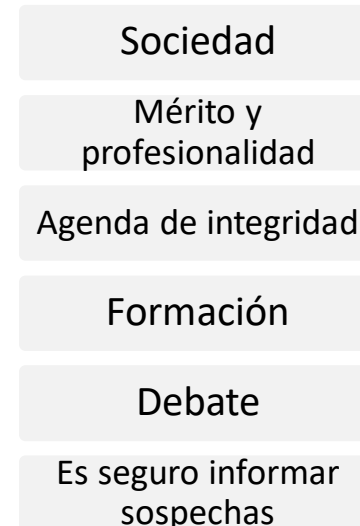 Sociedad
Mérito y
profesionalidad
Agenda de integridad
Formación
Debate
Es seguro informar
sospechas